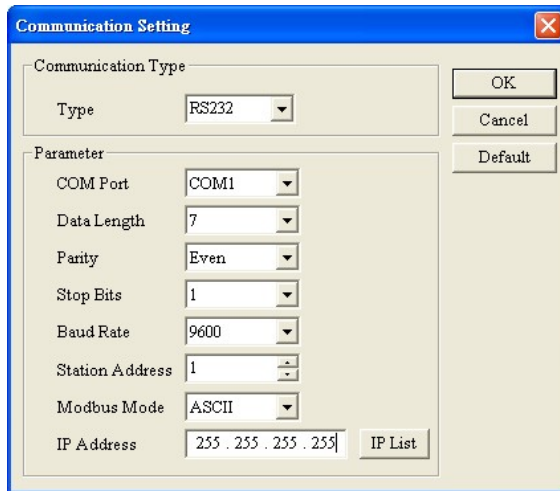 Communication Setting
Communication Type
Type RS232
OK
Cancel
Default
Parameter
COM Port COM1
Data Length 7
Parity Even
Stop Bits 1
Baud Rate 9600
Station Address 1
Modbus Mode ASCII
IP Address 255 . 255 . 255 . 255 IP List